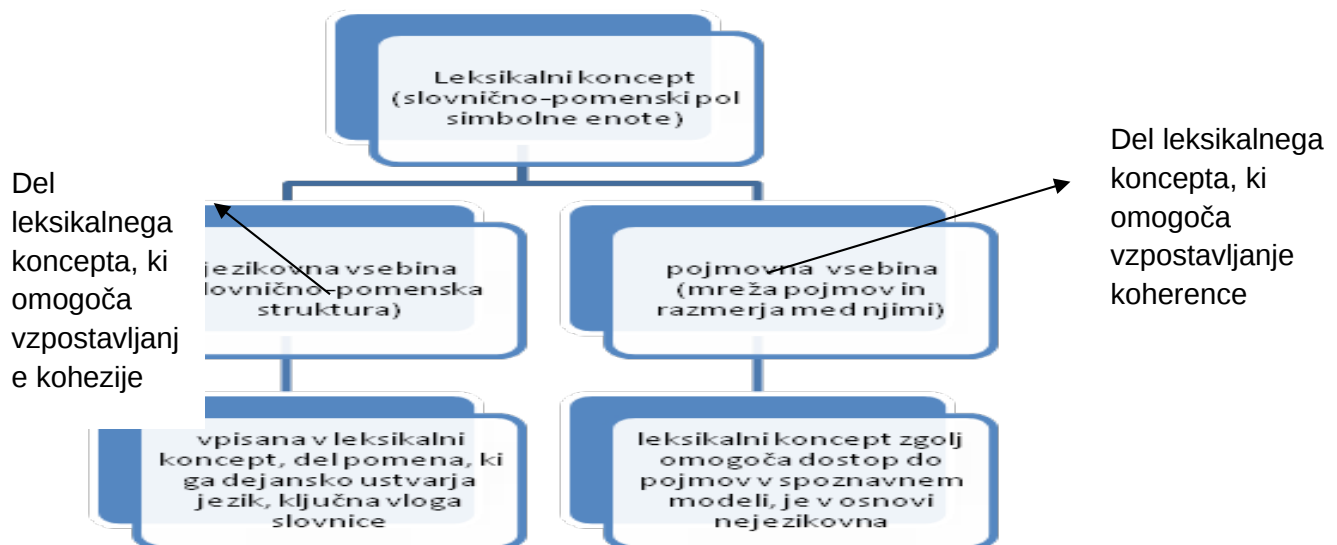 Leksikalni koncept
(slovnično-pomenski pol
simbolne enote)
Del
leksikalnega
koncepta, ki
omogoča
vzpostavljanj
e kohezije
Del leksikalnega
koncepta, ki
omogoča
vzpostavljanje
koherence
jezikovna vsebina
lovnično-pomenska
struktura)
pojmovna vsebina
(mreža pojmov in
razmerja med njimi)
vpisana v leksikalni
koncept, del pomena, ki
ga dejansko ustvarja
jezik, ključna vloga
slovnice
leksikalni koncept zgolj
omogoča dostop do
pojmov v spoznavnem
modeli, je v osnovi
nejezikovna